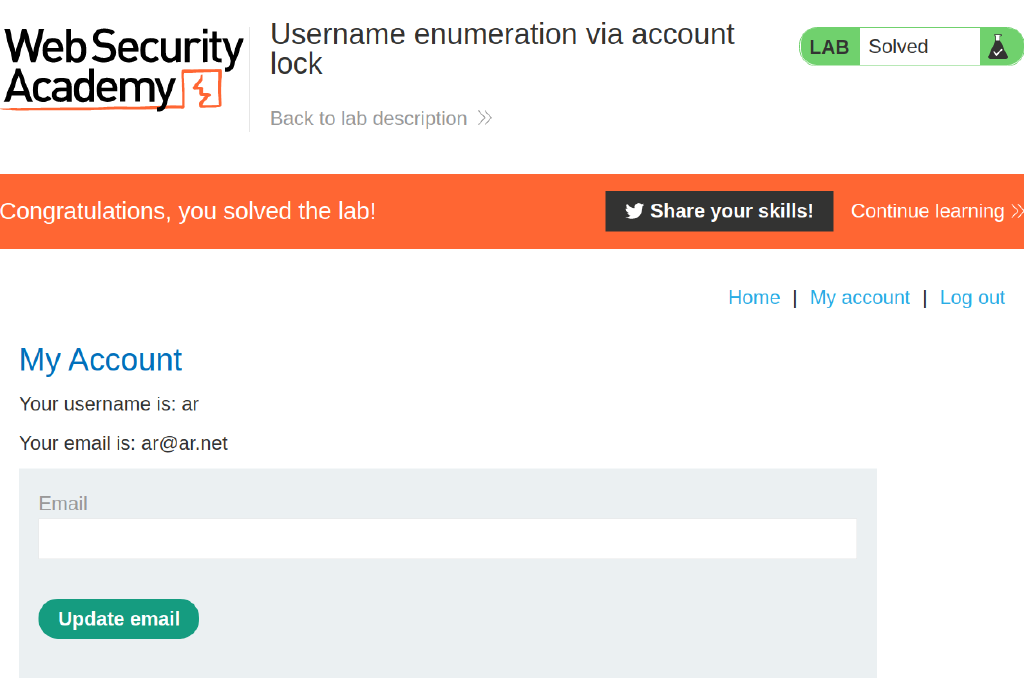 Web Security
Academy
Username enumeration via account
lock
Back to lab description
LAB Solved
Congratulations, you solved the lab!
Share your skills!
Continue learning
Home | My account | Log out
My Account
Your username is: ar
Your email is: ar@ar.net
Email
Update email